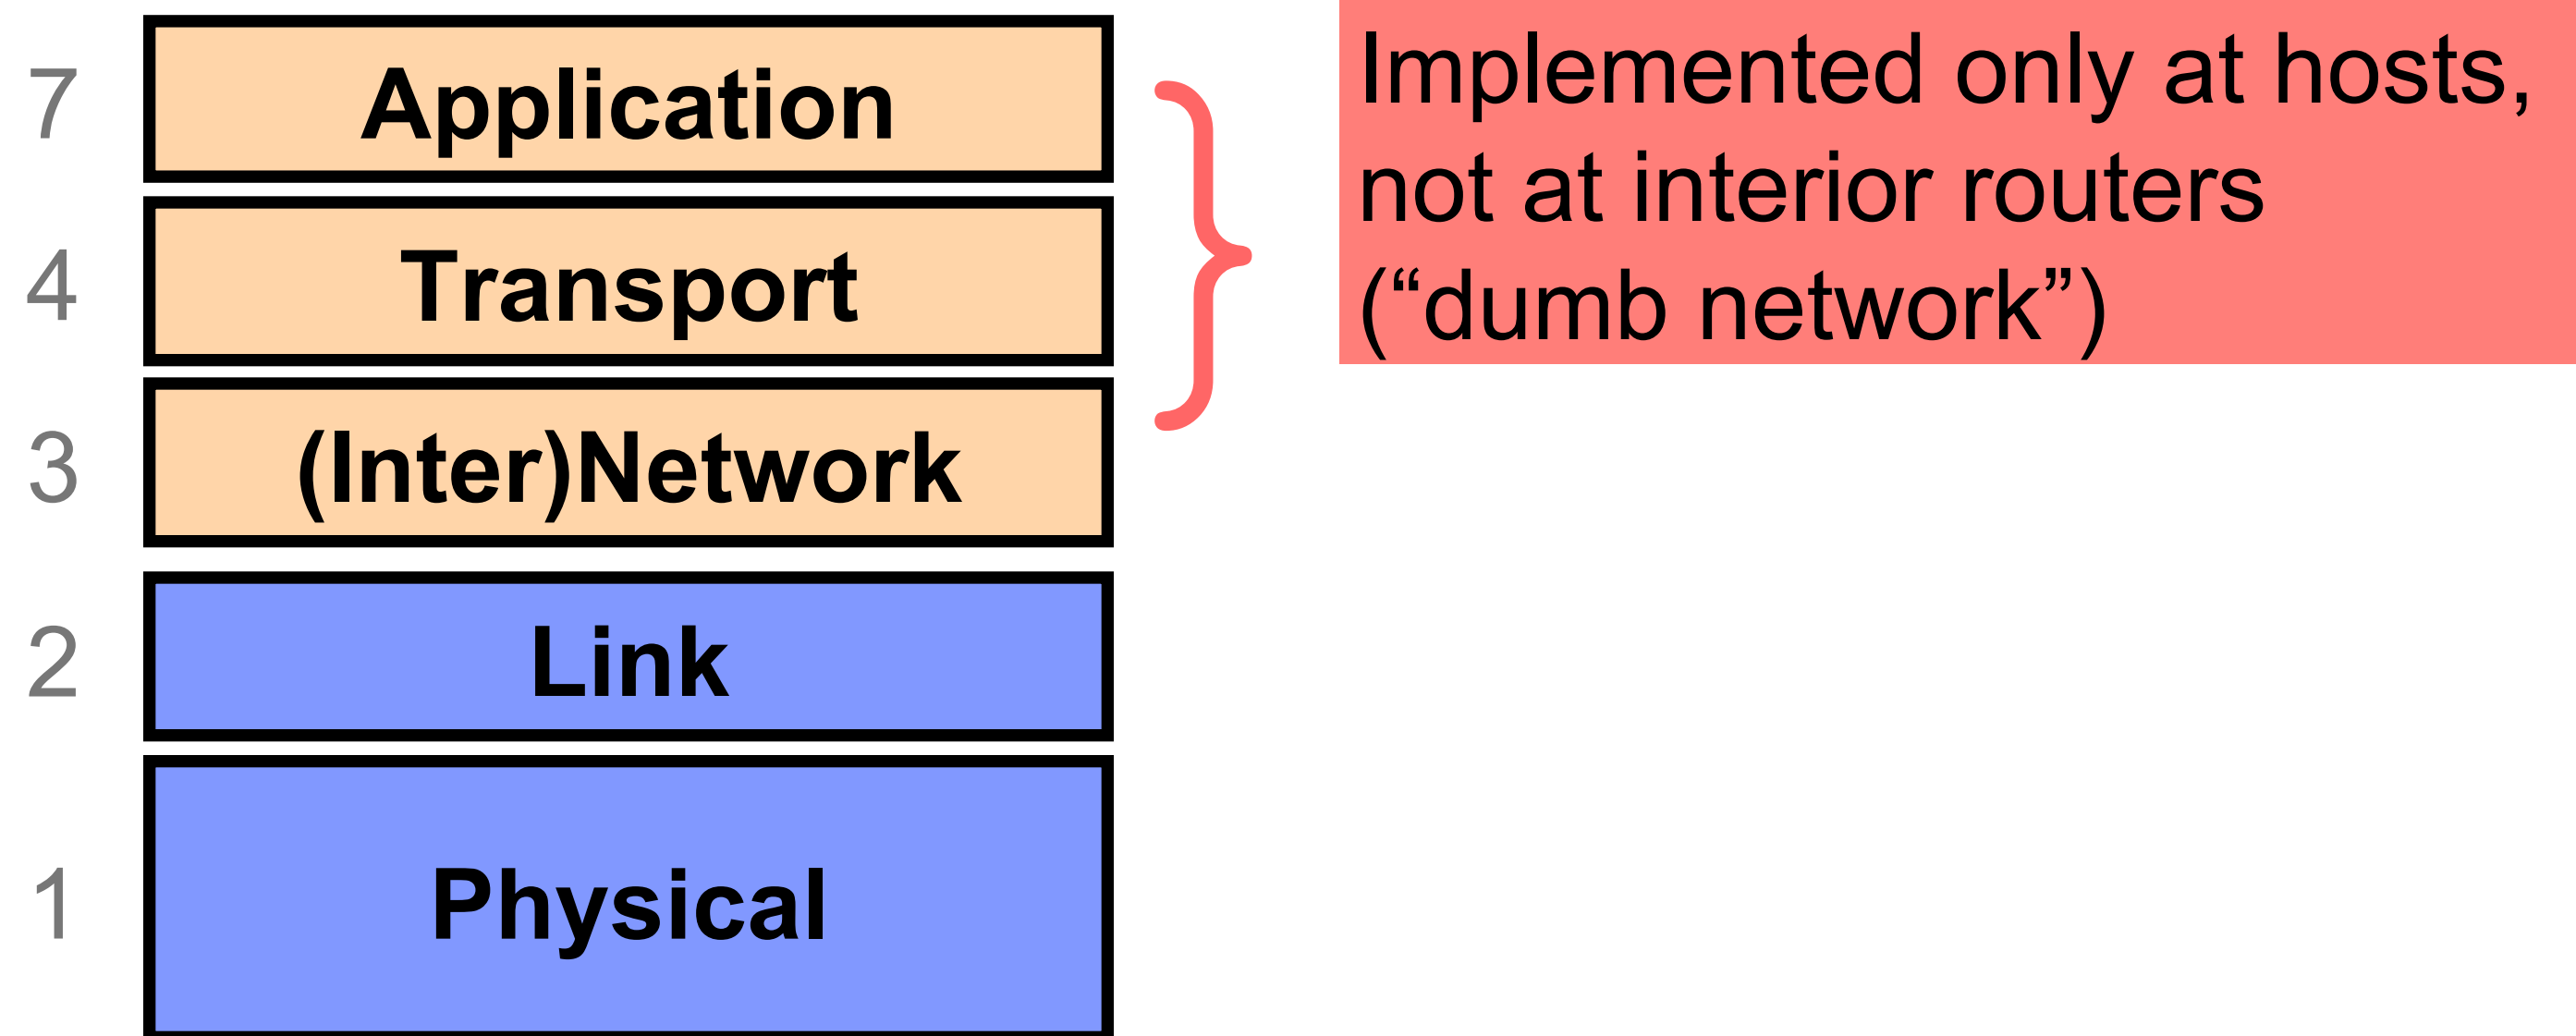 7
Application
4
Transport
3
(Inter)Network
2
Link
1
Physical
Implemented only at hosts,
not at interior routers
(“dumb network”)